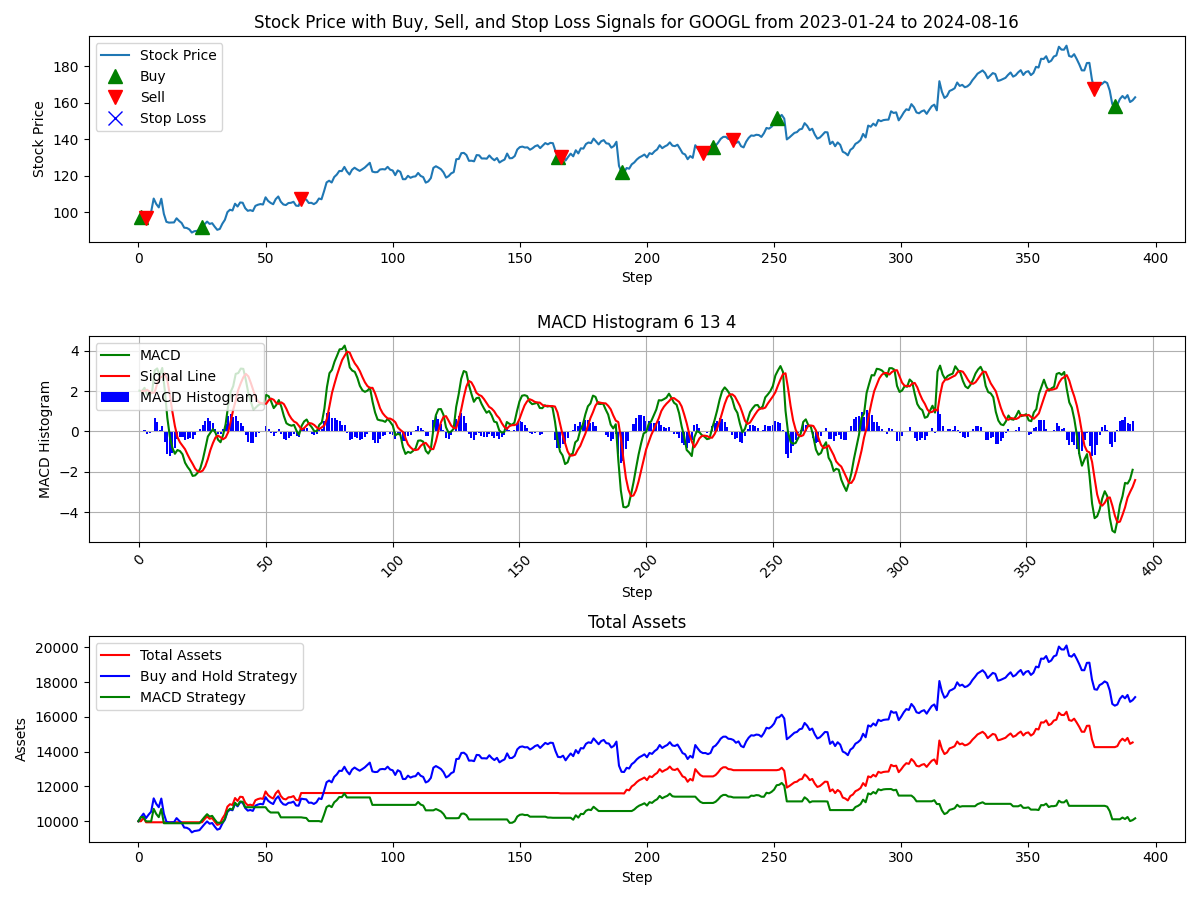 Stock Price with Buy, Sell, and Stop Loss Signals for GOOGL from 2023-01-24 to 2024-08-16
Stock Price
Buy
Sell
Stop Loss
Stock Price
180
160
140
120
100
0 50 100 150 200 250 300 350 400
Step
MACD Histogram 6 13 4
MACD
Signal Line
MACD Histogram
MACD Histogram
4
2
0
−2
−4
0 50 100 150 200 250 300 350 400
Step
Total Assets
Total Assets
Buy and Hold Strategy
MACD Strategy
Assets
20000
18000
16000
14000
12000
10000
0 50 100 150 200 250 300 350 400
Step